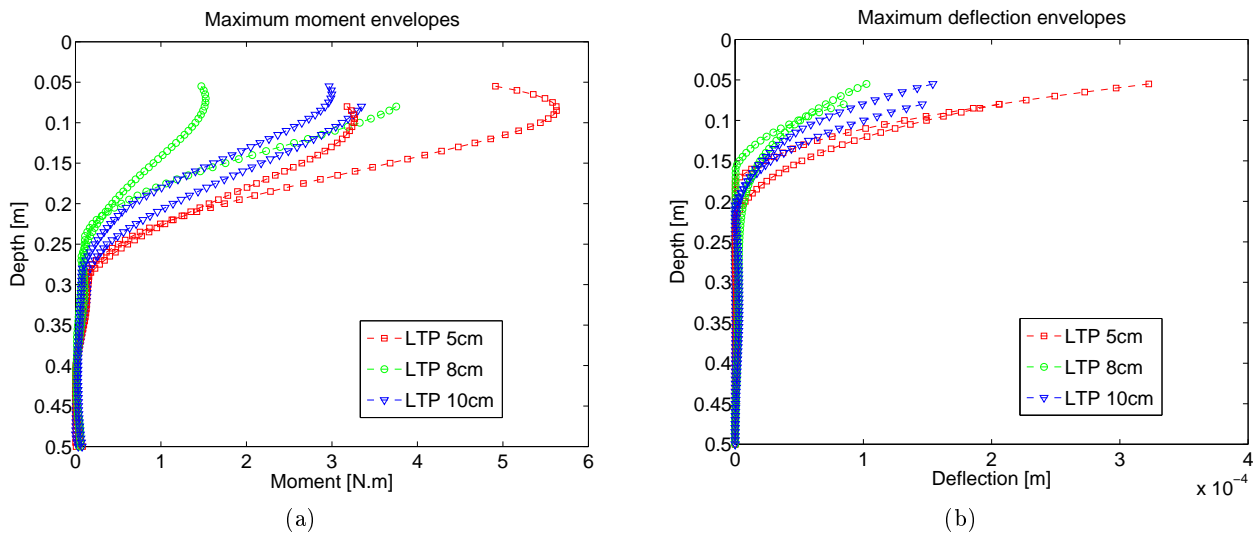 Maximum moment envelopes
0
0.05
0.1
0.15
0.2
0.25
0.3
0.35
0.4
0.45
0.5
Depth [m]
LTP 5cm
LTP 8cm
LTP 10cm
0 1 2 3 4 5 6
Moment [N.m]
(a)
Maximum deflection envelopes
0
0.05
0.1
0.15
0.2
0.25
0.3
0.35
0.4
0.45
0.5
Depth [m]
LTP 5cm
LTP 8cm
LTP 10cm
0 1 2 3 4
x 10⁻⁴
Deflection [m]
(b)